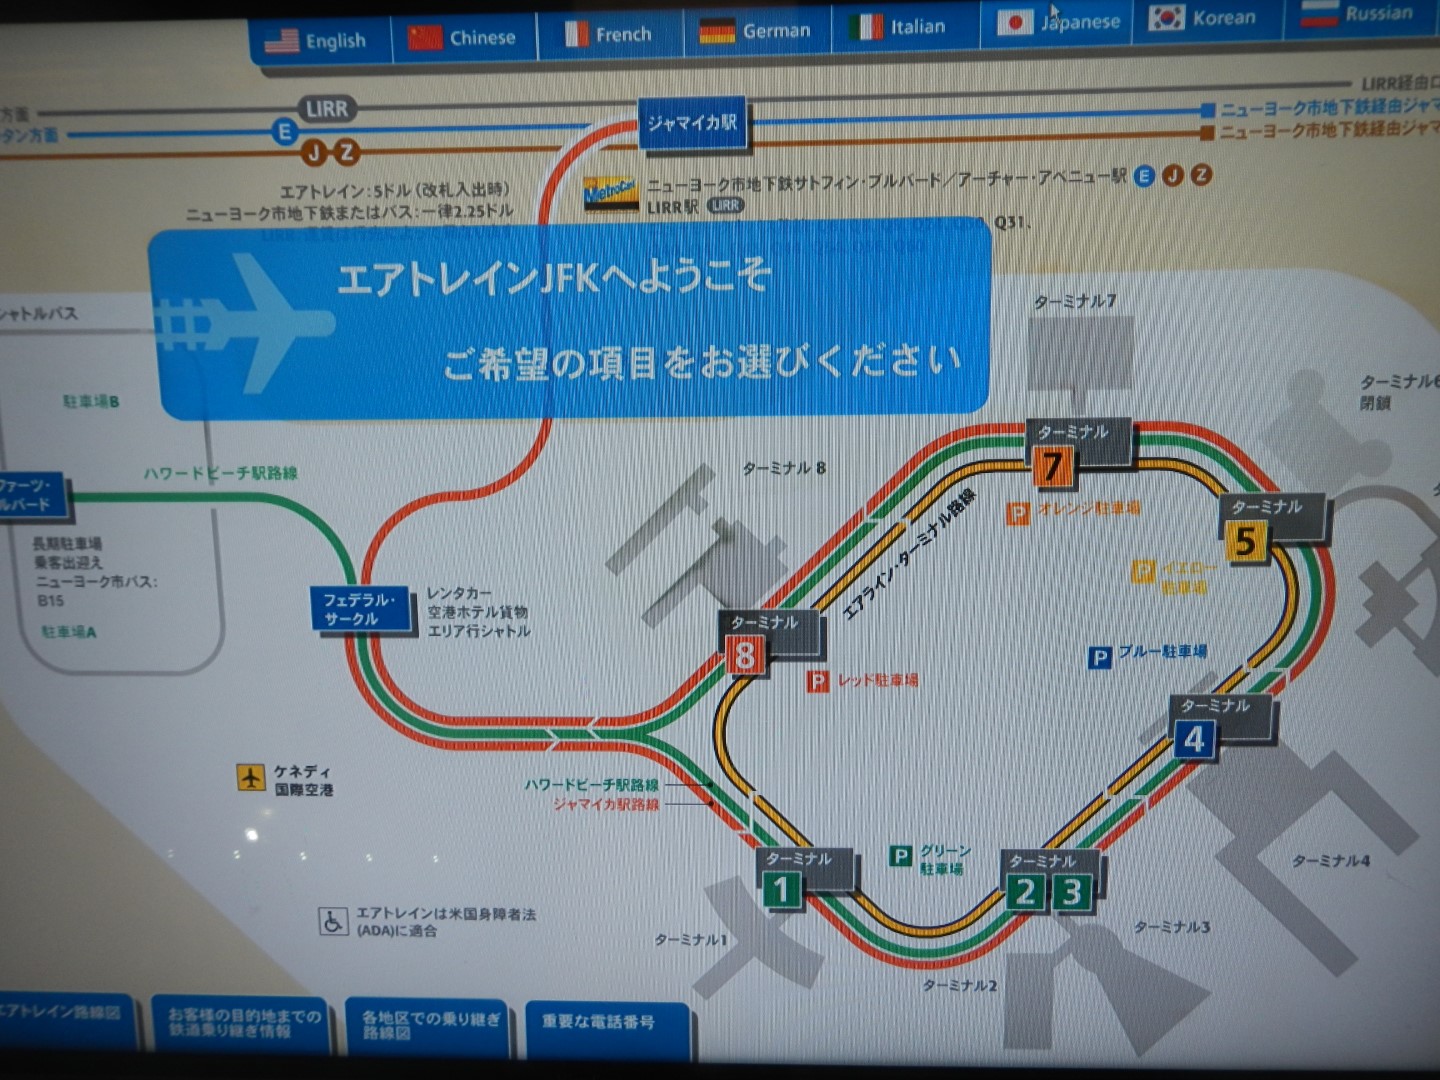 English
Chinese
French
German
Italian
Japanese
Korean
Russian
方面
LIRR
LIRR経由
タン方面
E
J Z
ジャマイカ駅
ニューヨーク市地下鉄経由ジャマ
ニューヨーク市地下鉄経由ジャマ
エアトレイン:5ドル(改札入出時)
ニューヨーク市地下鉄またはバス:一律2.25ドル
MetroCard
ニューヨーク市地下鉄サトフィン・ブルバード/アーチャー・アベニュー駅 E J Z
LIRR駅 LIRR
Q31.
エアトレインJFKへようこそ
ご希望の項目をお選びください
シャトルバス
駐車場B
ハワードビーチ駅路線
ファーツ・
ルバード
長期駐車場
乗客出迎え
ニューヨーク市バス:
B15
駐車場A
フェデラル・
サークル
レンタカー
空港ホテル貨物
エリア行シャトル
ターミナル7
ターミナル6
閉鎖
ターミナル 8
ターミナル
7
P オレンジ駐車場
ターミナル
5
P イエロー
駐車場
エアライン・ターミナル路線
ターミナル
8
P レッド駐車場
P ブルー駐車場
ターミナル
4
ケネディ
国際空港
ハワードビーチ駅路線
ジャマイカ駅路線
ターミナル
1
P グリーン
駐車場
ターミナル
2 3
ターミナル4
エアトレインは米国身障者法
(ADA)に適合
ターミナル1
ターミナル3
ターミナル2
エアトレイン路線図
お客様の目的地までの
鉄道乗り継ぎ情報
各地区での乗り継ぎ
路線図
重要な電話番号